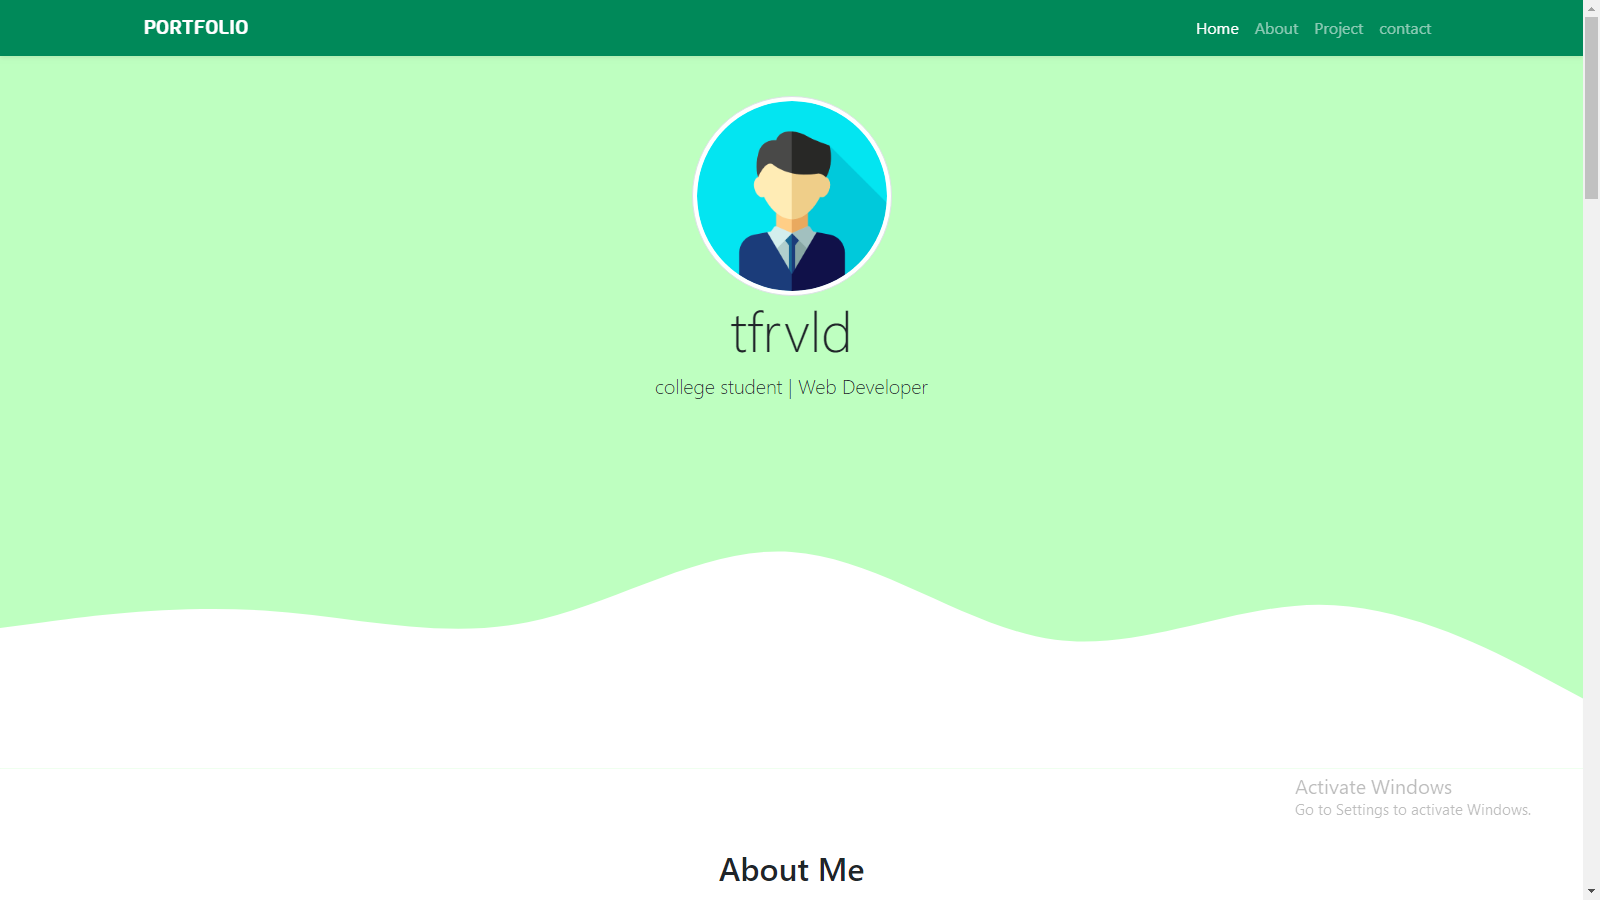 PORTFOLIO
Home About Project contact
tfrvld
college student | Web Developer
Activate Windows
Go to Settings to activate Windows.
About Me